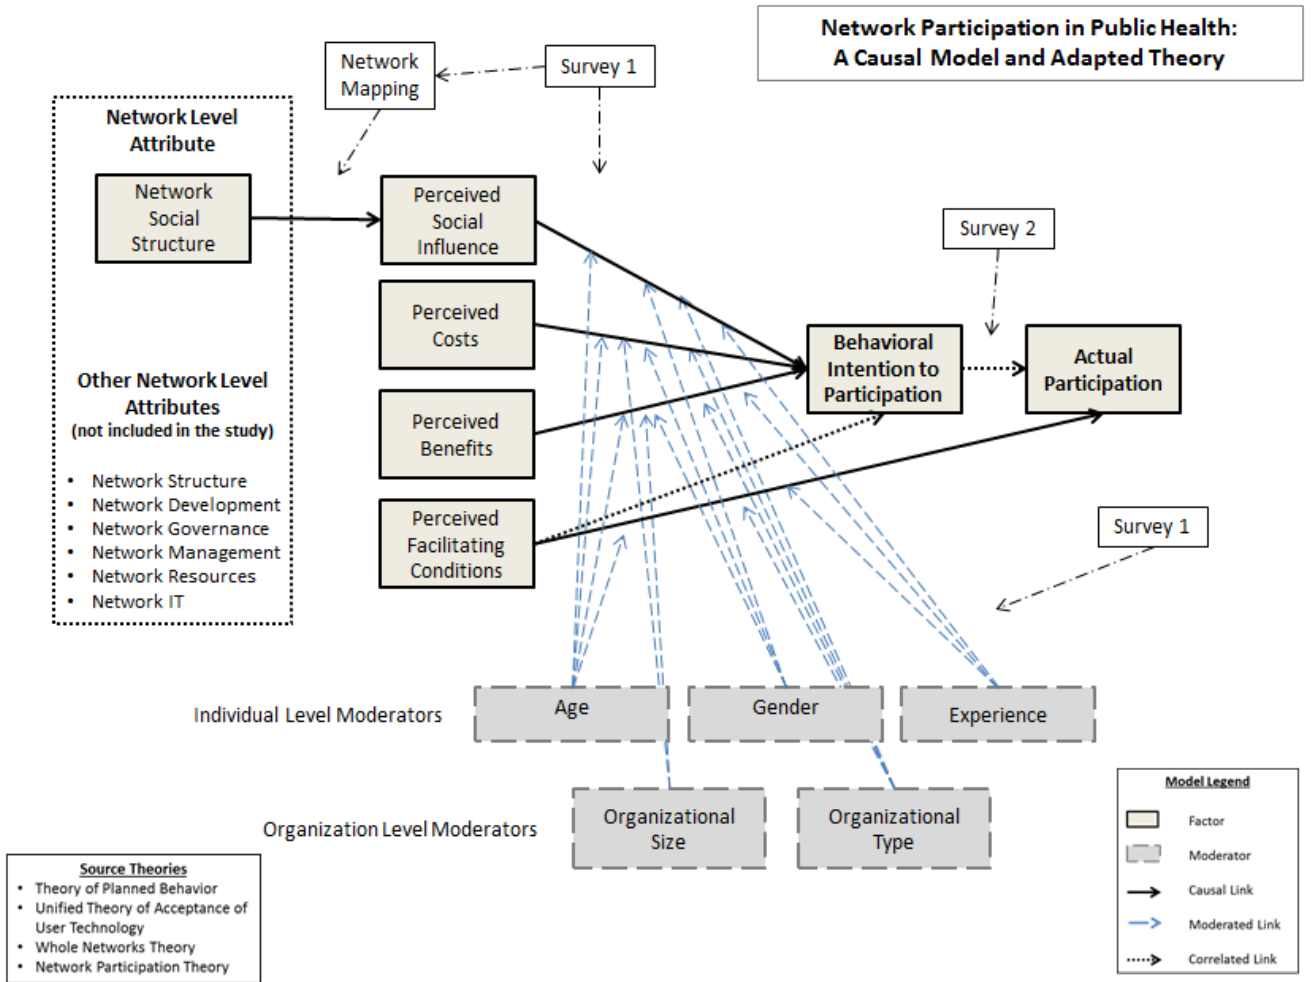 Network Participation in Public Health:
A Causal Model and Adapted Theory
Network
Mapping
Survey 1
Network Level
Attribute
Network
Social
Structure
Perceived
Social
Influence
Survey 2
Perceived
Costs
Behavioral
Intention to
Participation
Actual
Participation
Other Network Level
Attributes
(not included in the study)
• Network Structure
• Network Development
• Network Governance
• Network Management
• Network Resources
• Network IT
Perceived
Benefits
Perceived
Facilitating
Conditions
Survey 1
Individual Level Moderators
Age
Gender
Experience
Organization Level Moderators
Organizational
Size
Organizational
Type
Source Theories
• Theory of Planned Behavior
• Unified Theory of Acceptance of
User Technology
• Whole Networks Theory
• Network Participation Theory
Model Legend
Factor
Moderator
Causal Link
Moderated Link
Correlated Link